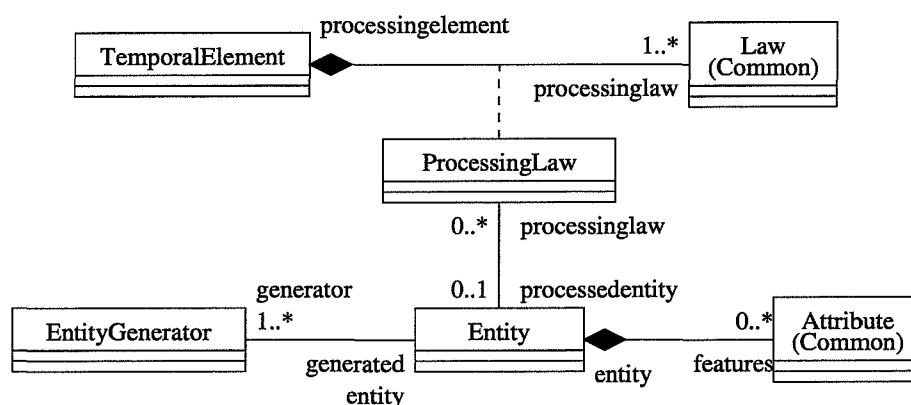 processingelement
TemporalElement
1..*
Law
(Common)
processinglaw
ProcessingLaw
0..*
processinglaw
generator
0..1
processedentity
EntityGenerator
1..*
Entity
0..*
Attribute
(Common)
generated
entity
entity
features